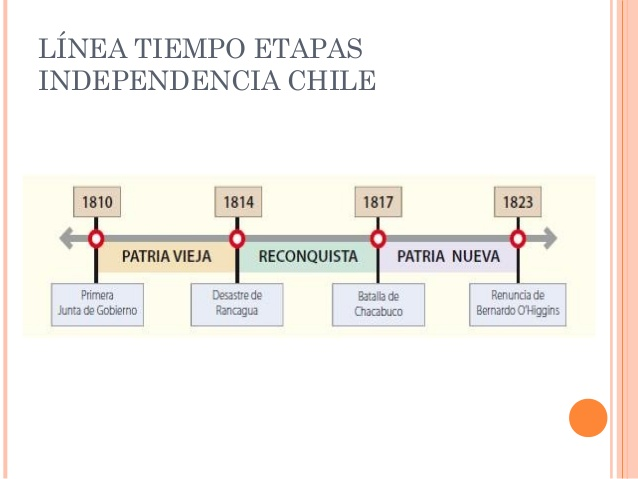 LÍNEA TIEMPO ETAPAS
INDEPENDENCIA CHILE
1810 1814 1817 1823
PATRIA VIEJA RECONQUISTA PATRIA NUEVA
Primera
Junta de Gobierno
Desastre de
Rancagua
Batalla de
Chacabuco
Renuncia de
Bernardo O'Higgins